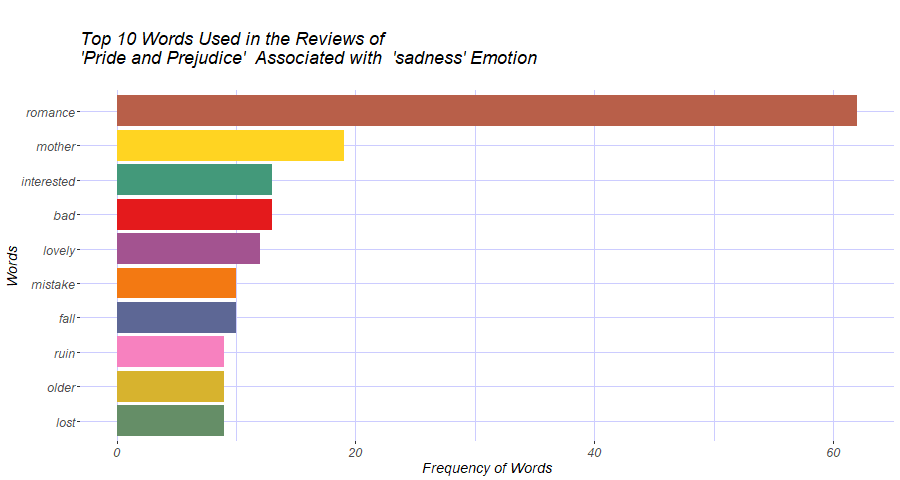 Top 10 Words Used in the Reviews of
'Pride and Prejudice'  Associated with  'sadness' Emotion
romance
mother
interested
bad
lovely
mistake
fall
ruin
older
lost
Words
0 20 40 60
Frequency of Words